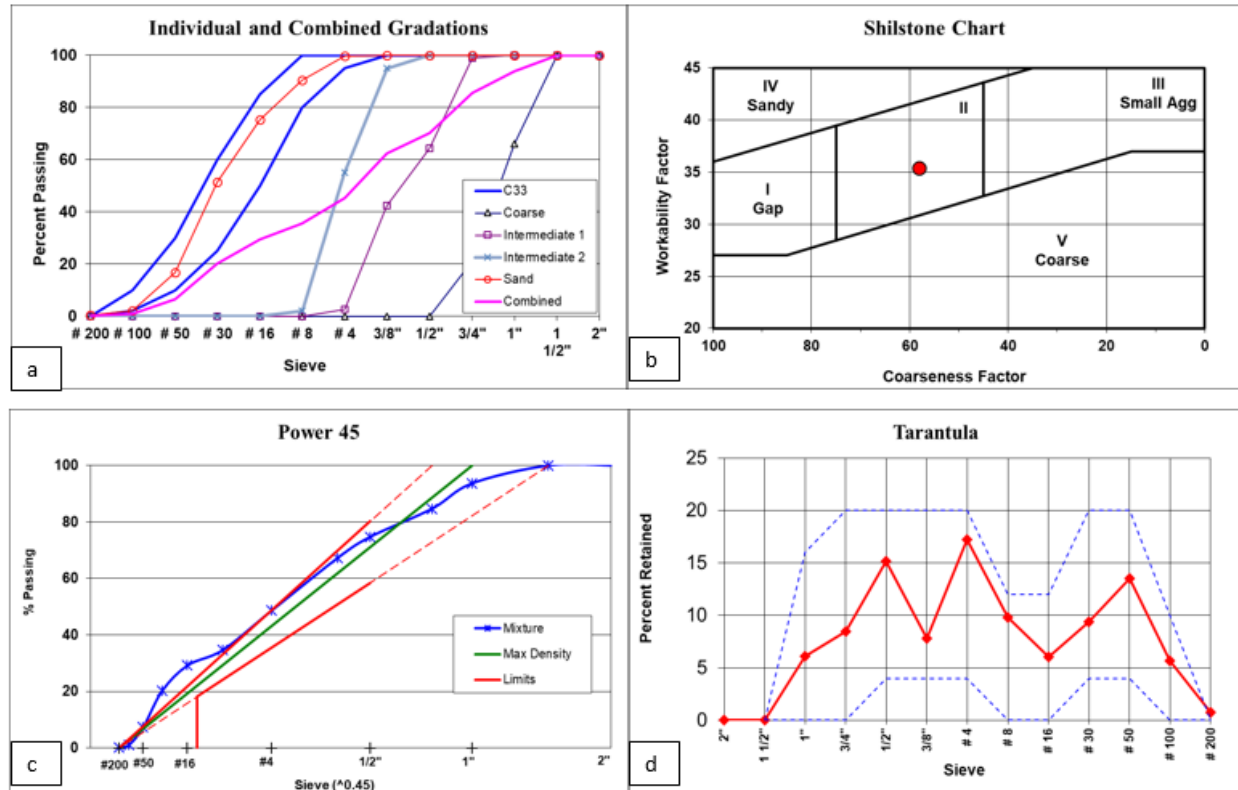 Individual and Combined Gradations
Percent Passing
100
80
60
40
20
0
C33
Coarse
Intermediate 1
Intermediate 2
Sand
Combined
# 200 # 100 # 50 # 30 # 16 # 8 # 4 3/8" 1/2" 3/4" 1" 1 2"
1/2"
Sieve
a
Shilstone Chart
Workability Factor
45
40
35
30
25
20
IV
Sandy
III
Small Agg
II
I
Gap
V
Coarse
100 80 60 40 20 0
Coarseness Factor
b
Power 45
% Passing
100
80
60
40
20
0
Mixture
Max Density
Limits
#200 #50 #16 #4 1/2" 1" 2"
Sieve (^0.45)
c
Tarantula
Percent Retained
25
20
15
10
5
0
2" 1 1/2" 1" 3/4" 1/2" 3/8" # 4 # 8 # 16 # 30 # 50 # 100 # 200
Sieve
d